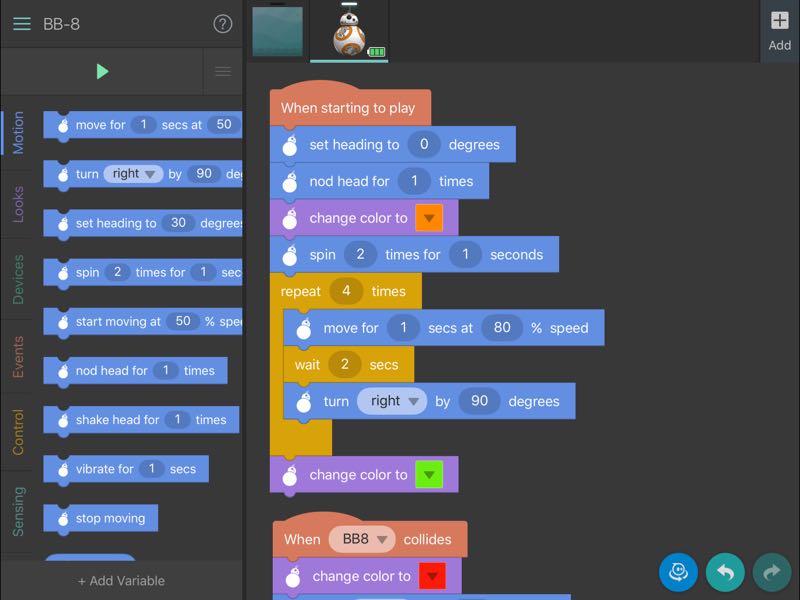 BB-8
?
Add
Motion
Looks
Devices
Events
Control
Sensing
move for 1 secs at 50
turn right by 90 de
set heading to 30 degrees
spin 2 times for 1 sec
start moving at 50 % spe
nod head for 1 times
shake head for 1 times
vibrate for 1 secs
stop moving
+ Add Variable
When starting to play
set heading to 0 degrees
nod head for 1 times
change color to
spin 2 times for 1 seconds
repeat 4 times
move for 1 secs at 80 % speed
wait 2 secs
turn right by 90 degrees
change color to
When BB8 collides
change color to